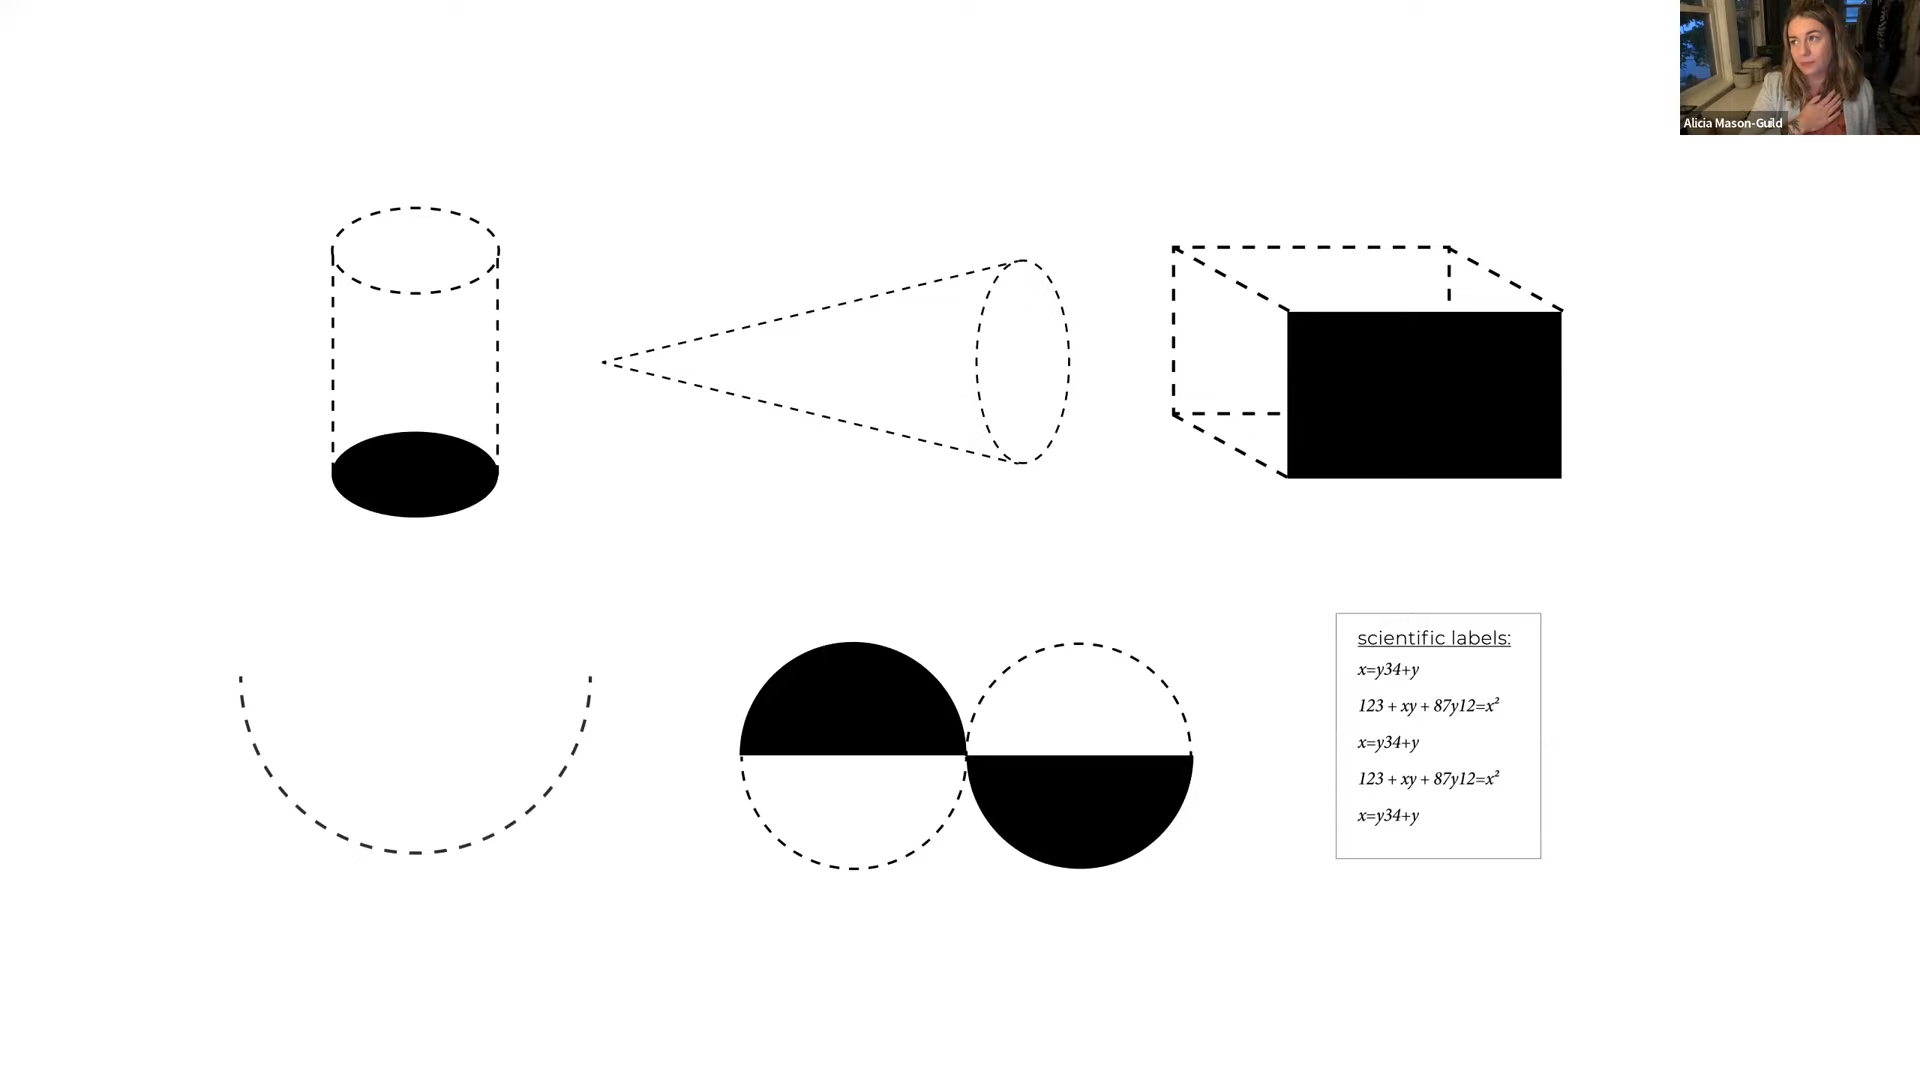 Alicia Mason-Guild
scientific labels:
x=y34+y
123 + xy + 87y12=x²
x=y34+y
123 + xy + 87y12=x²
x=y34+y